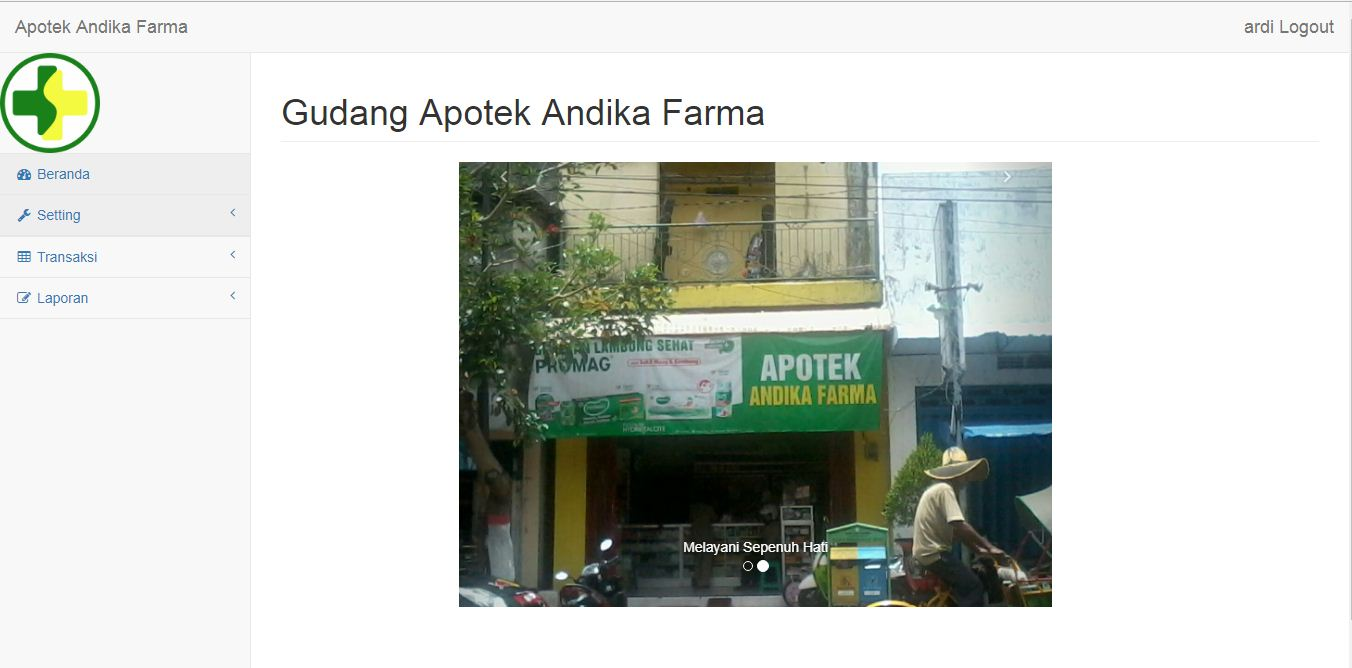 Apotek Andika Farma
ardi Logout
Beranda
Setting
Transaksi
Laporan
Gudang Apotek Andika Farma
LAMBUNG SEHAT
PROMAG
APOTEK
ANDIKA FARMA
Melayani Sepenuh Hati